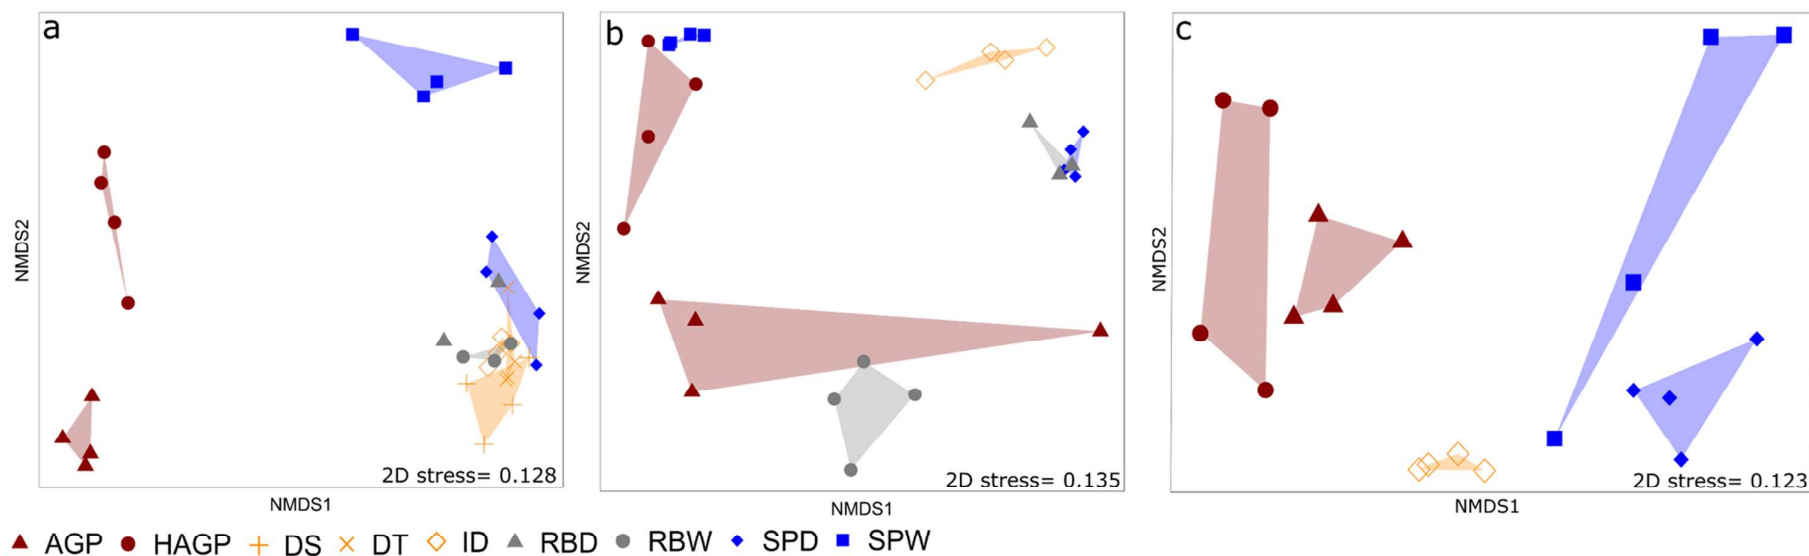 a
NMDS2
2D stress= 0.128
NMDS1
b
NMDS2
2D stress= 0.135
NMDS1
c
NMDS2
2D stress= 0.123
NMDS1
AGP HAGP DS DT ID RBD RBW SPD SPW